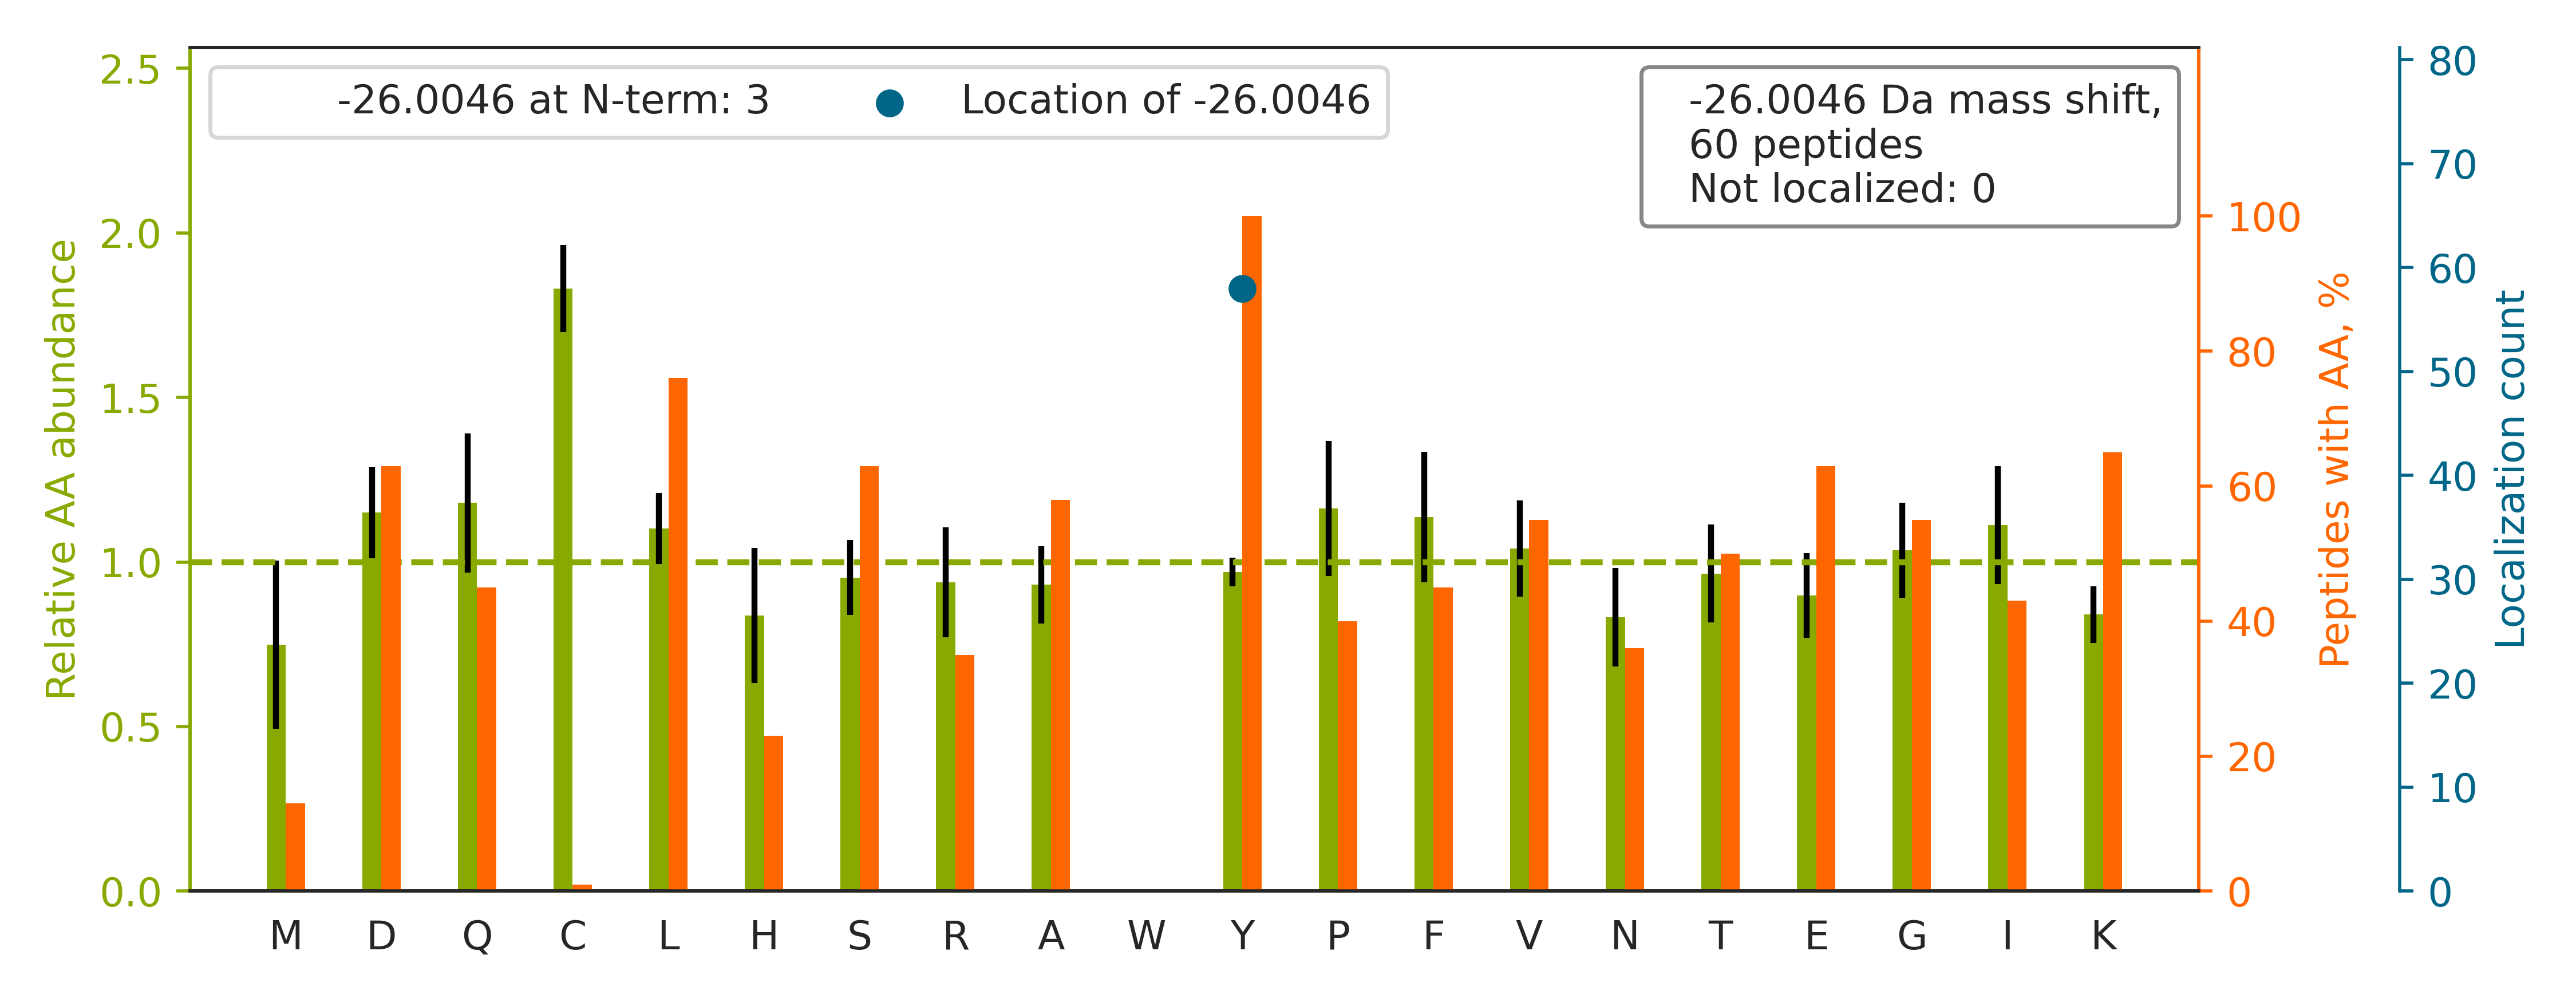 -26.0046 at N-term: 3
Location of -26.0046
-26.0046 Da mass shift,
60 peptides
Not localized: 0
Relative AA abundance
2.5
2.0
1.5
1.0
0.5
0.0
M D Q C L H S R A W Y P F V N T E G I K
100
80
60
40
20
0
Peptides with AA, %
80
70
60
50
40
30
20
10
0
Localization count